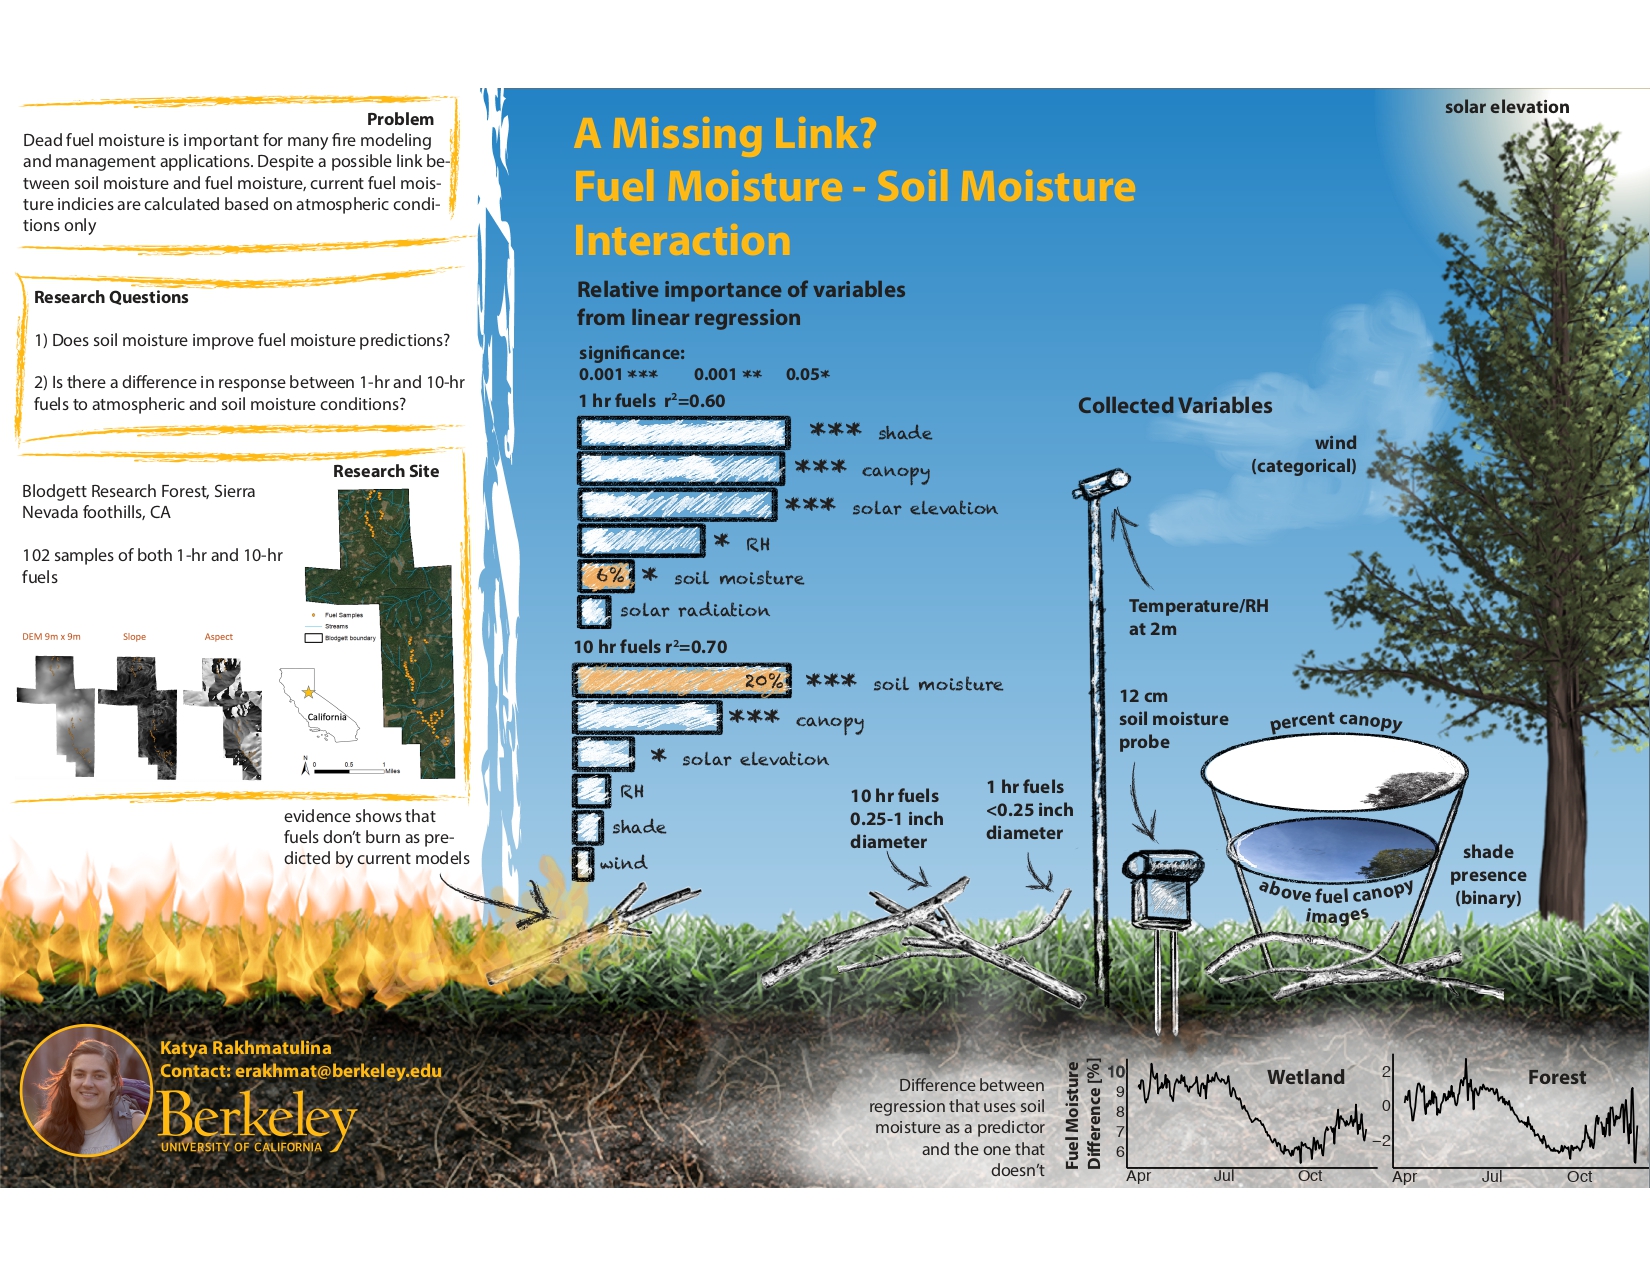 Problem
Dead fuel moisture is important for many fire modeling
and management applications. Despite a possible link be-
tween soil moisture and fuel moisture, current fuel mois-
ture indicies are calculated based on atmospheric condi-
tions only
Research Questions
1) Does soil moisture improve fuel moisture predictions?
2) Is there a difference in response between 1-hr and 10-hr
fuels to atmospheric and soil moisture conditions?
Research Site
Blodgett Research Forest, Sierra
Nevada foothills, CA
102 samples of both 1-hr and 10-hr
fuels
Fuel Samples
Streams
Blodgett boundary
DEM 9m x 9m
Slope
Aspect
California
N
0 0.5 1
Miles
evidence shows that
fuels don't burn as pre-
dicted by current models
A Missing Link?
Fuel Moisture - Soil Moisture
Interaction
Relative importance of variables
from linear regression
significance:
0.001 *** 0.001 ** 0.05*
1 hr fuels r²=0.60
*** shade
*** canopy
*** solar elevation
* RH
6% * soil moisture
solar radiation
10 hr fuels r²=0.70
20% *** soil moisture
*** canopy
* solar elevation
RH
shade
wind
solar elevation
Collected Variables
wind
(categorical)
Temperature/RH
at 2m
12 cm
soil moisture
probe
10 hr fuels
0.25-1 inch
diameter
1 hr fuels
<0.25 inch
diameter
percent canopy
above fuel canopy
images
shade
presence
(binary)
Katya Rakhmatulina
Contact: erakhmat@berkeley.edu
Berkeley
UNIVERSITY OF CALIFORNIA
Difference between
regression that uses soil
moisture as a predictor
and the one that
doesn't
Fuel Moisture
Difference [%]
Wetland
10
9
8
7
6
Apr Jul Oct
Forest
2
0
−2
Apr Jul Oct